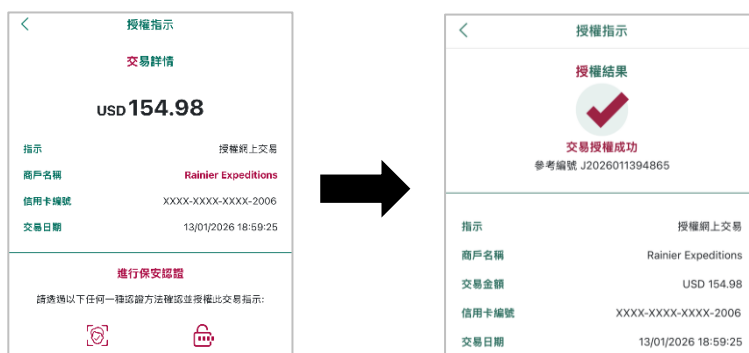 授權指示
交易詳情
USD 154.98
指示 授權網上交易
商戶名稱 Rainier Expeditions
信用卡編號 XXXX-XXXX-XXXX-2006
交易日期 13/01/2026 18:59:25
進行保安認證
請透過以下任何一種認證方法確認並授權此交易指示:
授權指示
授權結果
交易授權成功
參考編號 J2026011394865
指示 授權網上交易
商戶名稱 Rainier Expeditions
交易金額 USD 154.98
信用卡編號 XXXX-XXXX-XXXX-2006
交易日期 13/01/2026 18:59:25